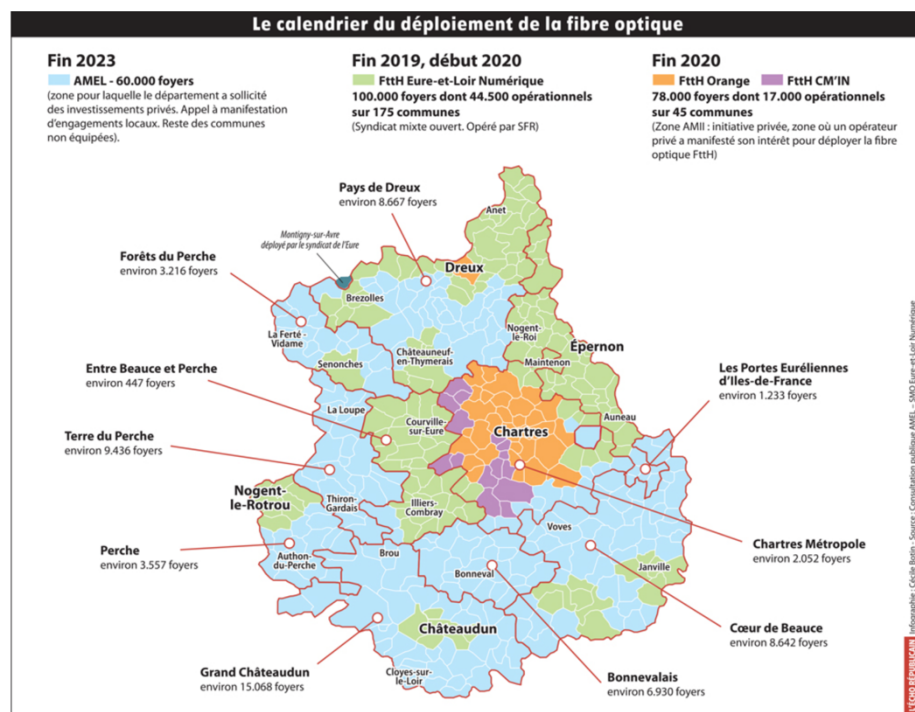 Le calendrier du déploiement de la fibre optique
Fin 2023
AMEL - 60.000 foyers
(zone pour laquelle le département a sollicité
des investissements privés. Appel à manifestation
d'engagements locaux. Reste des communes
non équipées).
Fin 2019, début 2020
FttH Eure-et-Loir Numérique
100.000 foyers dont 44.500 opérationnels
sur 175 communes
(Syndicat mixte ouvert. Opéré par SFR)
Fin 2020
FttH Orange
FttH CM'IN
78.000 foyers dont 17.000 opérationnels
sur 45 communes
(Zone AMII : initiative privée, zone où un opérateur
privé a manifesté son intérêt pour déployer la fibre
optique FttH)
Pays de Dreux
environ 8.667 foyers
Anet
Montigny-sur-Avre
déployé par le syndicat de l'Eure
Forêts du Perche
environ 3.216 foyers
Dreux
Brezolles
La Ferté -
Vidame
Nogent-
le-Roi
Épernon
Châteauneuf-
en-Thymerais
Senonches
Maintenon
Entre Beauce et Perche
environ 447 foyers
Les Portes Euréliennes
d'Iles-de-France
environ 1.233 foyers
La Loupe
Courville-
sur-Eure
Auneau
Chartres
Terre du Perche
environ 9.436 foyers
Nogent-
le-Rotrou
Thiron-
Gardais
Illiers-
Combray
Voves
Perche
environ 3.557 foyers
Authon-
du-Perche
Brou
Bonneval
Janville
Chartres Métropole
environ 2.052 foyers
Châteaudun
Cœur de Beauce
environ 8.642 foyers
Grand Châteaudun
environ 15.068 foyers
Cloyes-sur-
le-Loir
Bonnevalais
environ 6.930 foyers
L'ÉCHO RÉPUBLICAIN
Infographie : Cécile Botin - Source : Consultation publique AMEL – SMO Eure-et-Loir Numérique